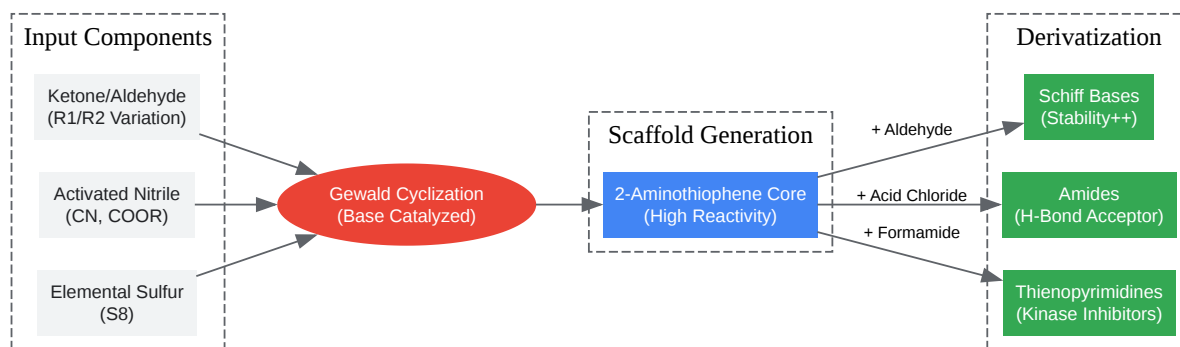 Input Components
Ketone/Aldehyde
(R1/R2 Variation)
Activated Nitrile
(CN, COOR)
Elemental Sulfur
(S8)
Gewald Cyclization
(Base Catalyzed)
Scaffold Generation
2-Aminothiophene Core
(High Reactivity)
+ Aldehyde
+ Acid Chloride
+ Formamide
Derivatization
Schiff Bases
(Stability++)
Amides
(H-Bond Acceptor)
Thienopyrimidines
(Kinase Inhibitors)